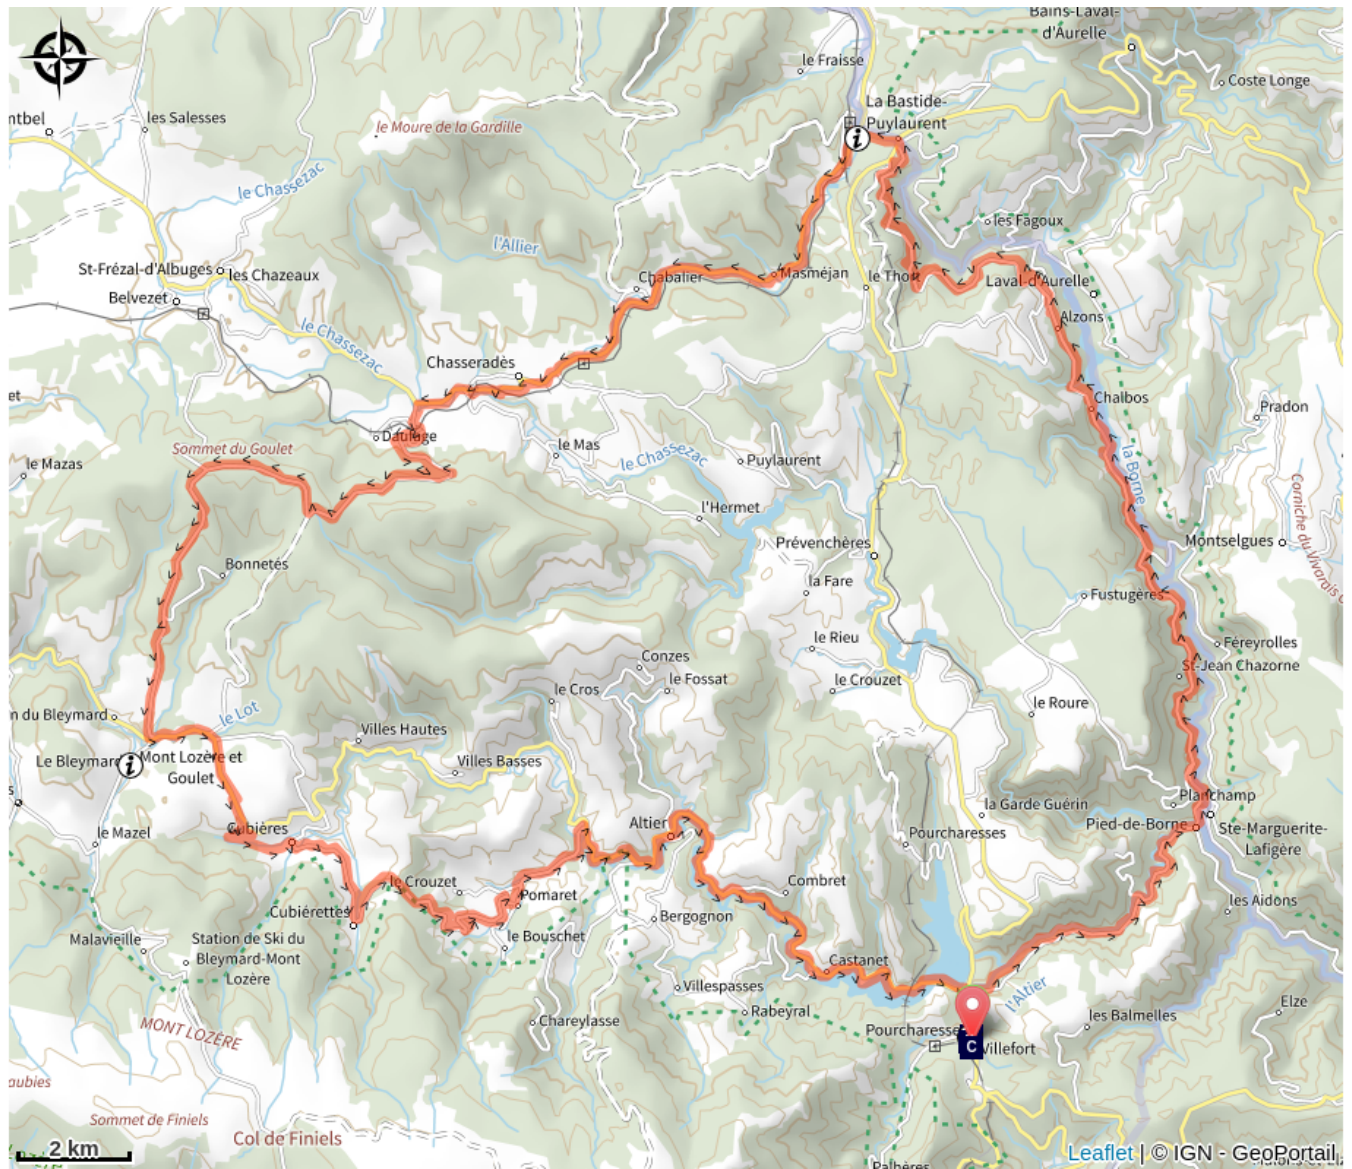 Bains-Laval-
d'Aurelle
le Fraisse
Coste Longe
La Bastide-
Puylaurent
les Salesses
le Moure de la Gardille
ntbel
le Chassezac
les Fagoux
l'Allier
St-Frézal-d'Albuges
les Chazeaux
Chabalier
Masméjan
le Thort
Laval-d'Aurelle
Belvezet
Alzons
le Chassezac
Chasseradès
et
Chalbos
Pradon
Daufage
Sommet du Goulet
le Mas
le Chassezac
Puylaurent
le Mazas
la Borne
l'Hermet
Corniche du Vivarais
Prévenchères
Montselgues
Bonnetés
la Fare
Fustugères
le Rieu
Féreyrolles
Conzes
St-Jean Chazorne
le Fossat
le Crouzet
le Cros
le Roure
n du Bleymard
le Lot
Villes Hautes
Le Bleymard
Mont Lozère et
Goulet
Villes Basses
Planchamp
la Garde Guérin
Cubières
le Mazel
Altier
Pourcharesses
Pied-de-Borne
Ste-Marguerite-
Lafigère
le Crouzet
Combret
Pomaret
les Aidons
Cubiérettes
Bergognon
Malavieille
Station de Ski du
Bleymard-Mont
Lozère
le Bouschet
Castanet
Villespasses
l'Altier
Elze
Rabeyral
les Balmelles
Chareylasse
MONT LOZÈRE
Pourcharesse
C
Villefort
aubies
Sommet de Finiels
Col de Finiels
2 km
Leaflet | © IGN - GeoPortail
Palhères